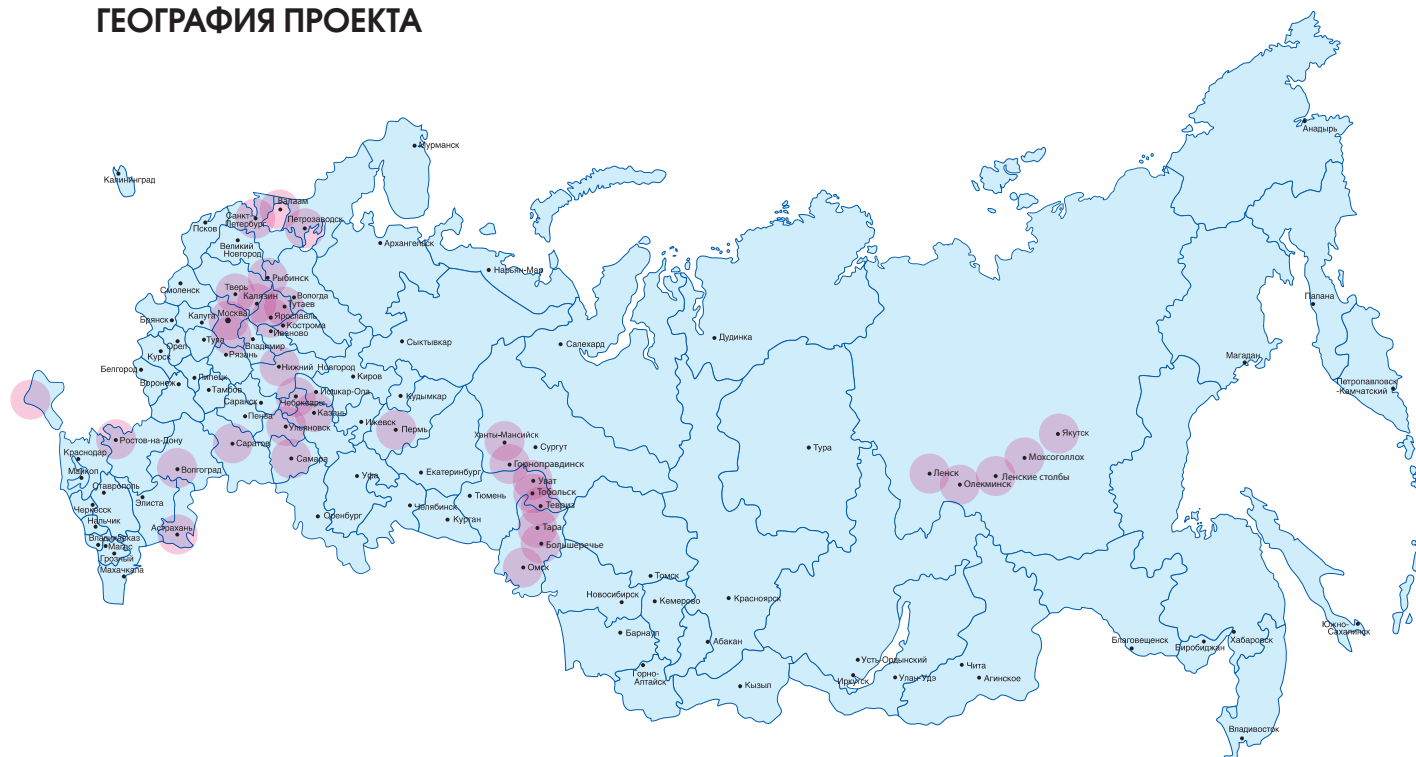 ГЕОГРАФИЯ ПРОЕКТА
Анадырь
Мурманск
Калининград
Валаам
Санкт-
Петербург
Петрозаводск
Псков
Великий
Новгород
Архангельск
Нарьян-Мар
Рыбинск
Смоленск
Тверь
Калязин
Вологда
Тутаев
Палана
Брянск
Калуга
Москва
Ярославль
Кострома
Иваново
Орел
Тула
Владимир
Сыктывкар
Салехард
Дудинка
Курск
Рязань
Магадан
Белгород
Нижний Новгород
Воронеж
Липецк
Киров
Петропавловск
-Камчатский
Тамбов
Йошкар-Ола
Кудымкар
Саранск
Чебоксары
Казань
Пенза
Ижевск
Ульяновск
Пермь
Якутск
Ростов-на-Дону
Саратов
Ханты-Мансийск
Сургут
Тура
Краснодар
Самара
Горноправдинск
Мохсоголлох
Майкоп
Волгоград
Уфа
Екатеринбург
Уват
Ленск
Ленские столбы
Олекминск
Ставрополь
Тобольск
Тюмень
Элиста
Черкесск
Челябинск
Тевриз
Нальчик
Оренбург
Курган
Астрахань
Тара
Владикавказ
Магас
Большеречье
Грозный
Махачкала
Омск
Томск
Новосибирск
Кемерово
Красноярск
Барнаул
Абакан
Южно-
Сахалинск
Благовещенск
Биробиджан
Хабаровск
Усть-Ордынский
Чита
Горно-
Алтайск
Кызыл
Иркутск
Улан-Удэ
Агинское
Владивосток